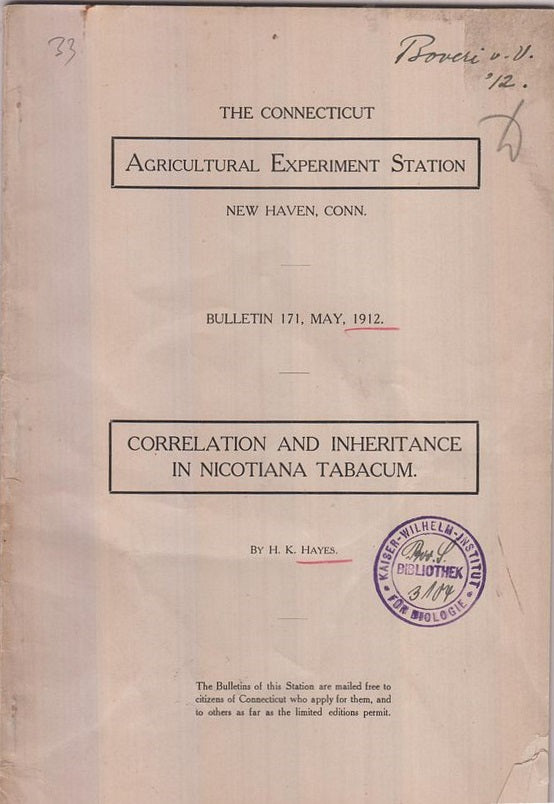 33
Boveri v. V.
'12.
THE CONNECTICUT
AGRICULTURAL EXPERIMENT STATION
NEW HAVEN, CONN.
BULLETIN 171, MAY, 1912.
CORRELATION AND INHERITANCE
IN NICOTIANA TABACUM.
BY H. K. HAYES.
KAISER-WILHELM-INSTITUT
BIBLIOTHEK
3104
FÜR BIOLOGIE
The Bulletins of this Station are mailed free to
citizens of Connecticut who apply for them, and
to others as far as the limited editions permit.